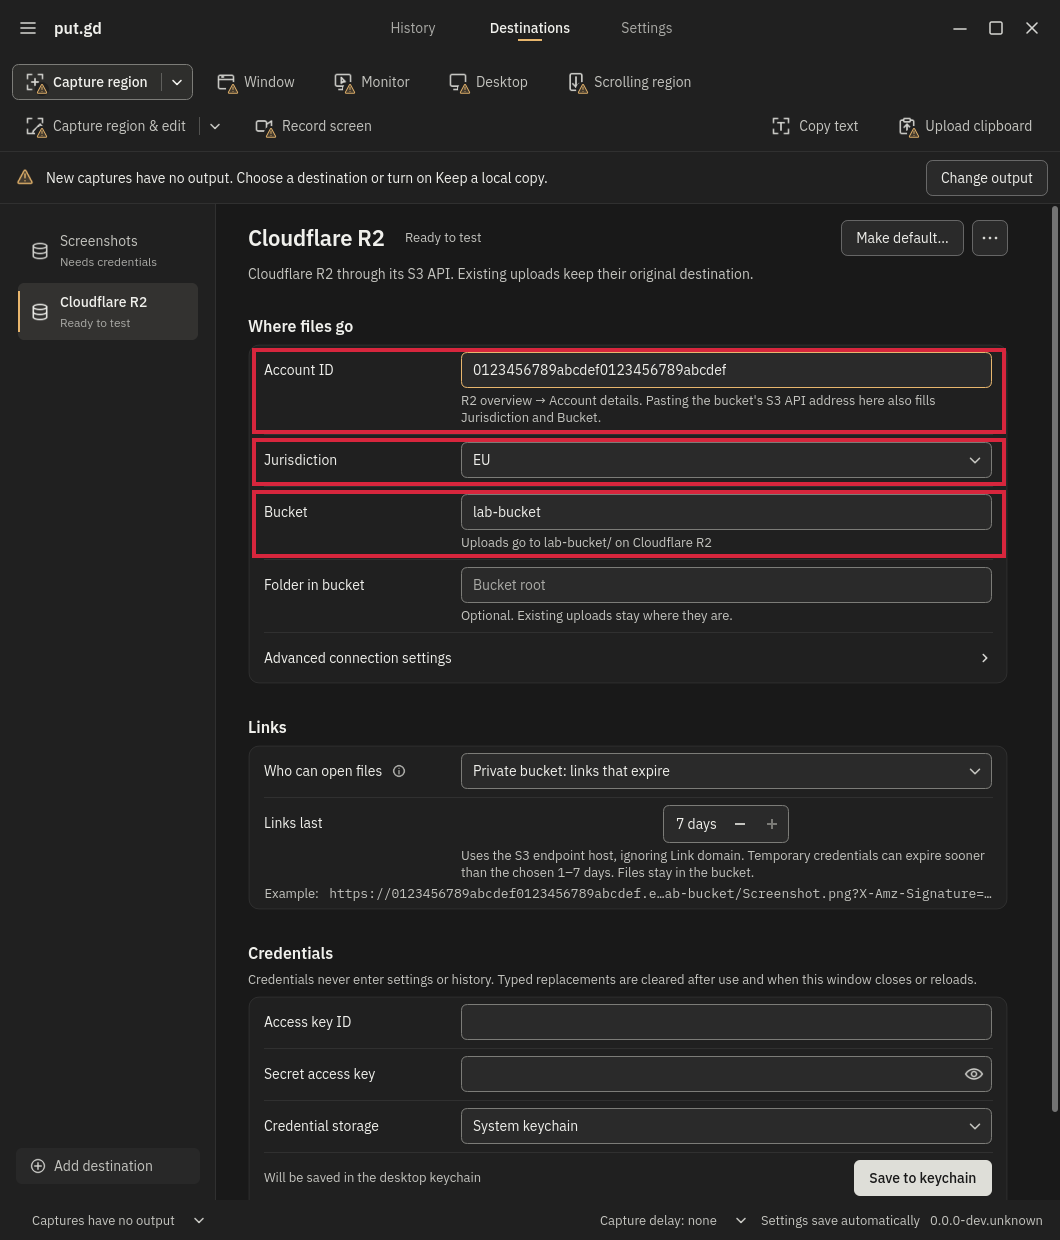 put.gd
History Destinations Settings
Capture region Window Monitor Desktop Scrolling region
Capture region & edit Record screen Copy text Upload clipboard
New captures have no output. Choose a destination or turn on Keep a local copy. Change output
Screenshots
Needs credentials
Cloudflare R2
Ready to test
Add destination
Cloudflare R2 Ready to test Make default... ...
Cloudflare R2 through its S3 API. Existing uploads keep their original destination.
Where files go
Account ID 0123456789abcdef0123456789abcdef
R2 overview → Account details. Pasting the bucket's S3 API address here also fills
Jurisdiction and Bucket.
Jurisdiction EU
Bucket lab-bucket
Uploads go to lab-bucket/ on Cloudflare R2
Folder in bucket Bucket root
Optional. Existing uploads stay where they are.
Advanced connection settings
Links
Who can open files Private bucket: links that expire
Links last 7 days − +
Uses the S3 endpoint host, ignoring Link domain. Temporary credentials can expire sooner
than the chosen 1–7 days. Files stay in the bucket.
Example: https://0123456789abcdef0123456789abcdef.e…ab-bucket/Screenshot.png?X-Amz-Signature=…
Credentials
Credentials never enter settings or history. Typed replacements are cleared after use and when this window closes or reloads.
Access key ID
Secret access key
Credential storage System keychain
Will be saved in the desktop keychain Save to keychain
Captures have no output Capture delay: none Settings save automatically 0.0.0-dev.unknown